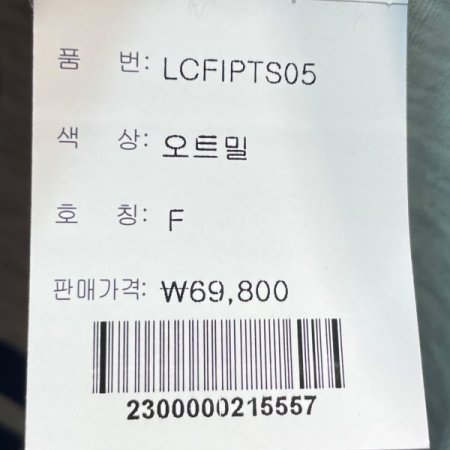 품 번: LCFIPTS05
색 상: 오트밀
호 칭: F
판매가격: ₩69,800
2300000215557